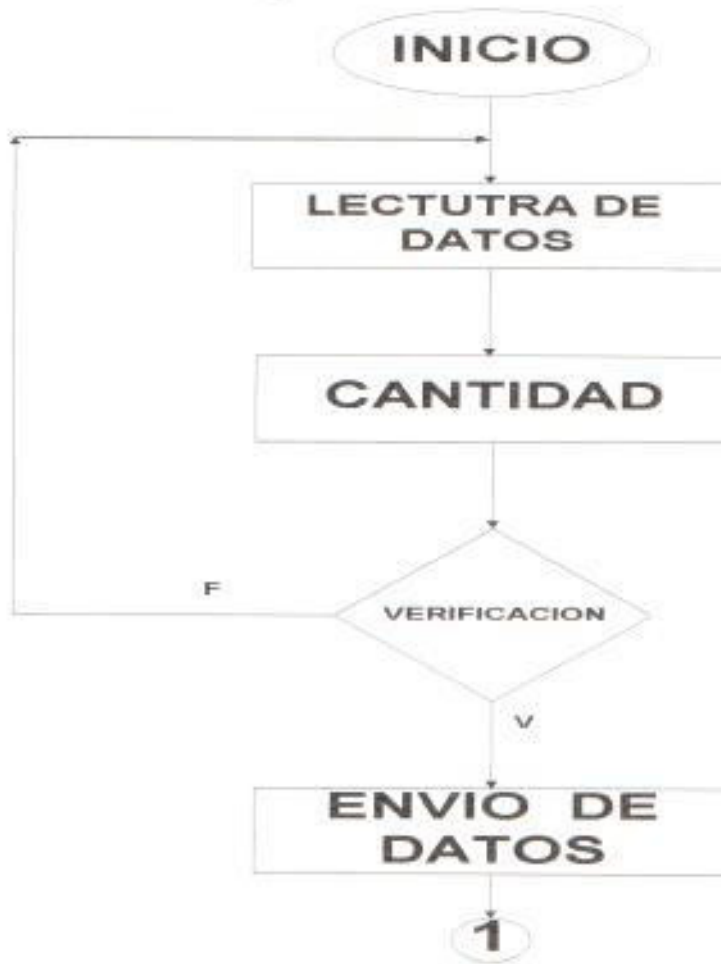 INICIO
LECTUTRA DE
DATOS
CANTIDAD
F
VERIFICACION
V
ENVIO DE
DATOS
1